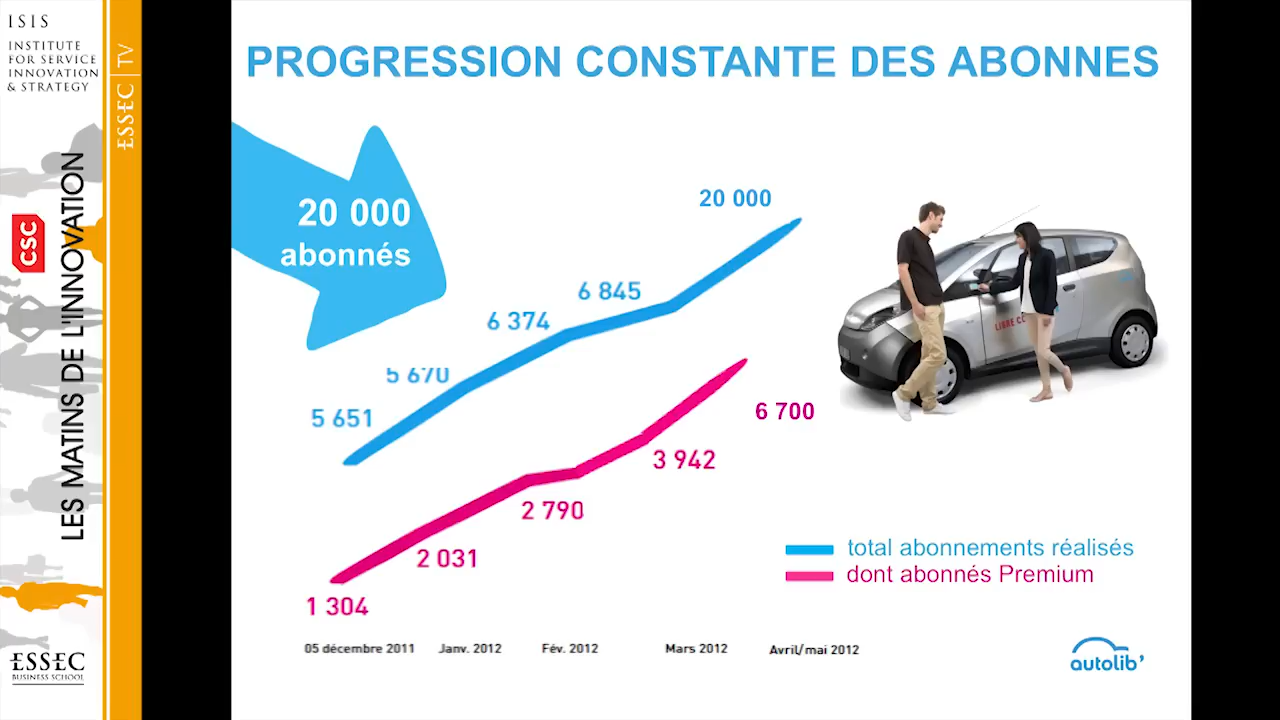 ISIS
INSTITUTE
FOR SERVICE
INNOVATION
& STRATEGY
ESSEC | TV
CSC
LES MATINS DE L'INNOVATION
ESSEC
BUSINESS SCHOOL
PROGRESSION CONSTANTE DES ABONNES
20 000
abonnés
20 000
6 845
6 374
5 670
5 651
6 700
3 942
2 790
2 031
1 304
LIBRE
total abonnements réalisés
dont abonnés Premium
05 décembre 2011 Janv. 2012 Fév. 2012 Mars 2012 Avril/mai 2012
autolib'